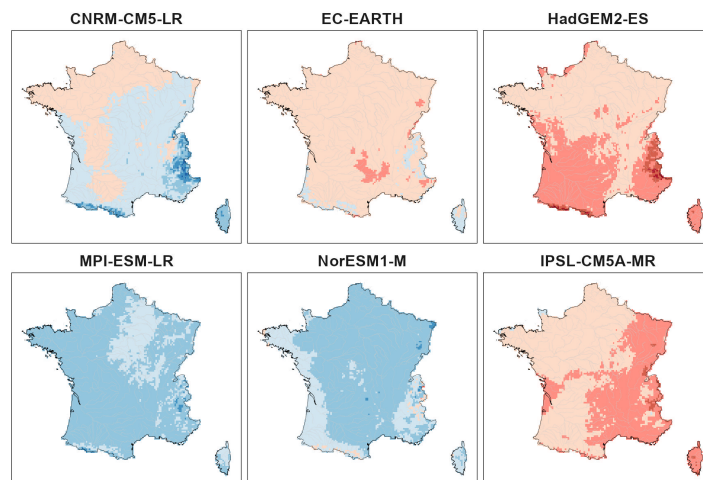 CNRM-CM5-LR
EC-EARTH
HadGEM2-ES
MPI-ESM-LR
NorESM1-M
IPSL-CM5A-MR